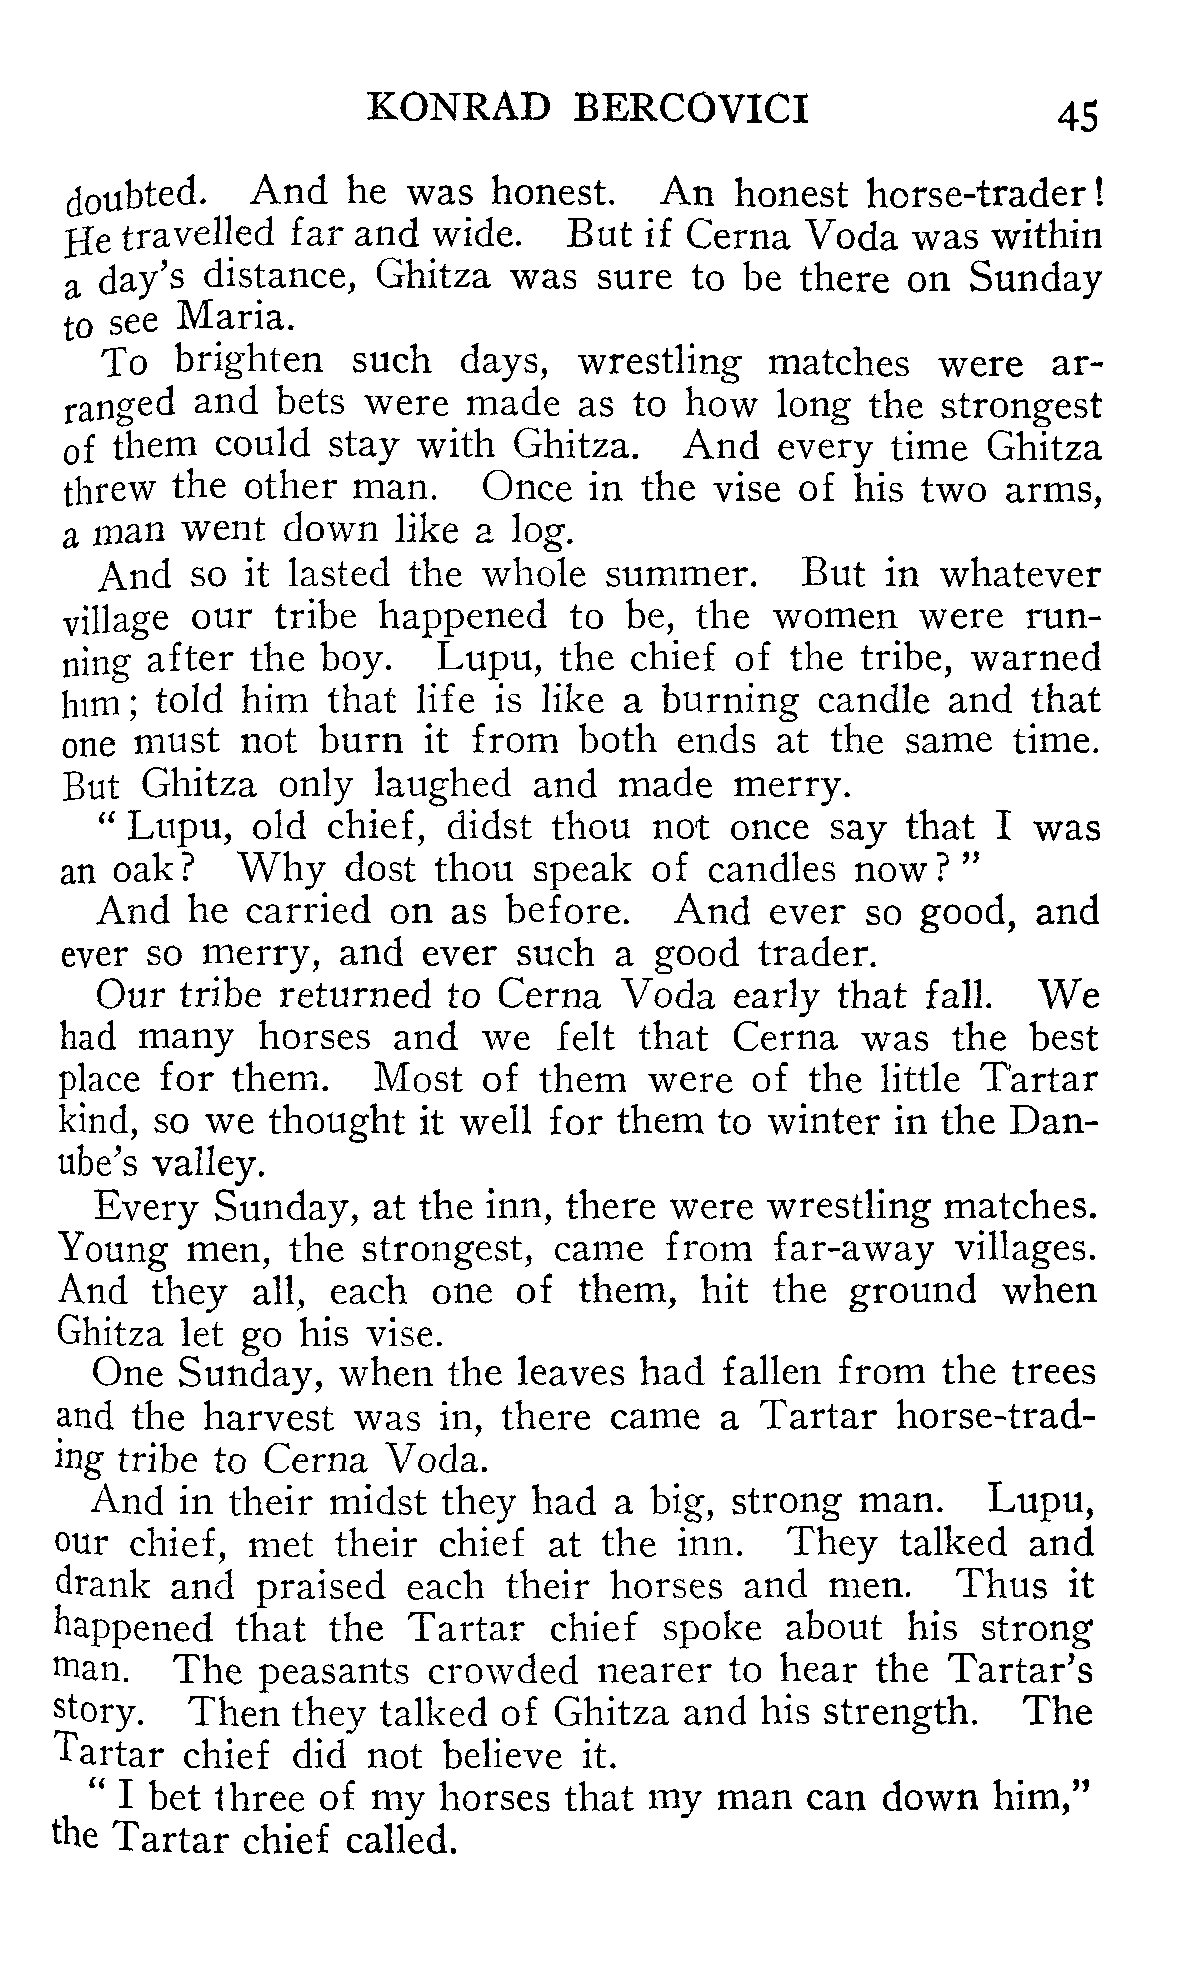 KONRAD BERCOVICI 45
doubted. And he was honest. An honest horse-trader!
He travelled far and wide. But if Cerna Voda was within
a day's distance, Ghitza was sure to be there on Sunday
to see Maria.
To brighten such days, wrestling matches were ar-
ranged and bets were made as to how long the strongest
of them could stay with Ghitza. And every time Ghitza
threw the other man. Once in the vise of his two arms,
a man went down like a log.
And so it lasted the whole summer. But in whatever
village our tribe happened to be, the women were run-
ning after the boy. Lupu, the chief of the tribe, warned
him; told him that life is like a burning candle and that
one must not burn it from both ends at the same time.
But Ghitza only laughed and made merry.
" Lupu, old chief, didst thou not once say that I was
an oak? Why dost thou speak of candles now? "
And he carried on as before. And ever so good, and
ever so merry, and ever such a good trader.
Our tribe returned to Cerna Voda early that fall. We
had many horses and we felt that Cerna was the best
place for them. Most of them were of the little Tartar
kind, so we thought it well for them to winter in the Dan-
ube's valley.
Every Sunday, at the inn, there were wrestling matches.
Young men, the strongest, came from far-away villages.
And they all, each one of them, hit the ground when
Ghitza let go his vise.
One Sunday, when the leaves had fallen from the trees
and the harvest was in, there came a Tartar horse-trad-
ing tribe to Cerna Voda.
And in their midst they had a big, strong man. Lupu,
our chief, met their chief at the inn. They talked and
drank and praised each their horses and men. Thus it
happened that the Tartar chief spoke about his strong
man. The peasants crowded nearer to hear the Tartar's
story. Then they talked of Ghitza and his strength. The
Tartar chief did not believe it.
" I bet three of my horses that my man can down him,"
the Tartar chief called.